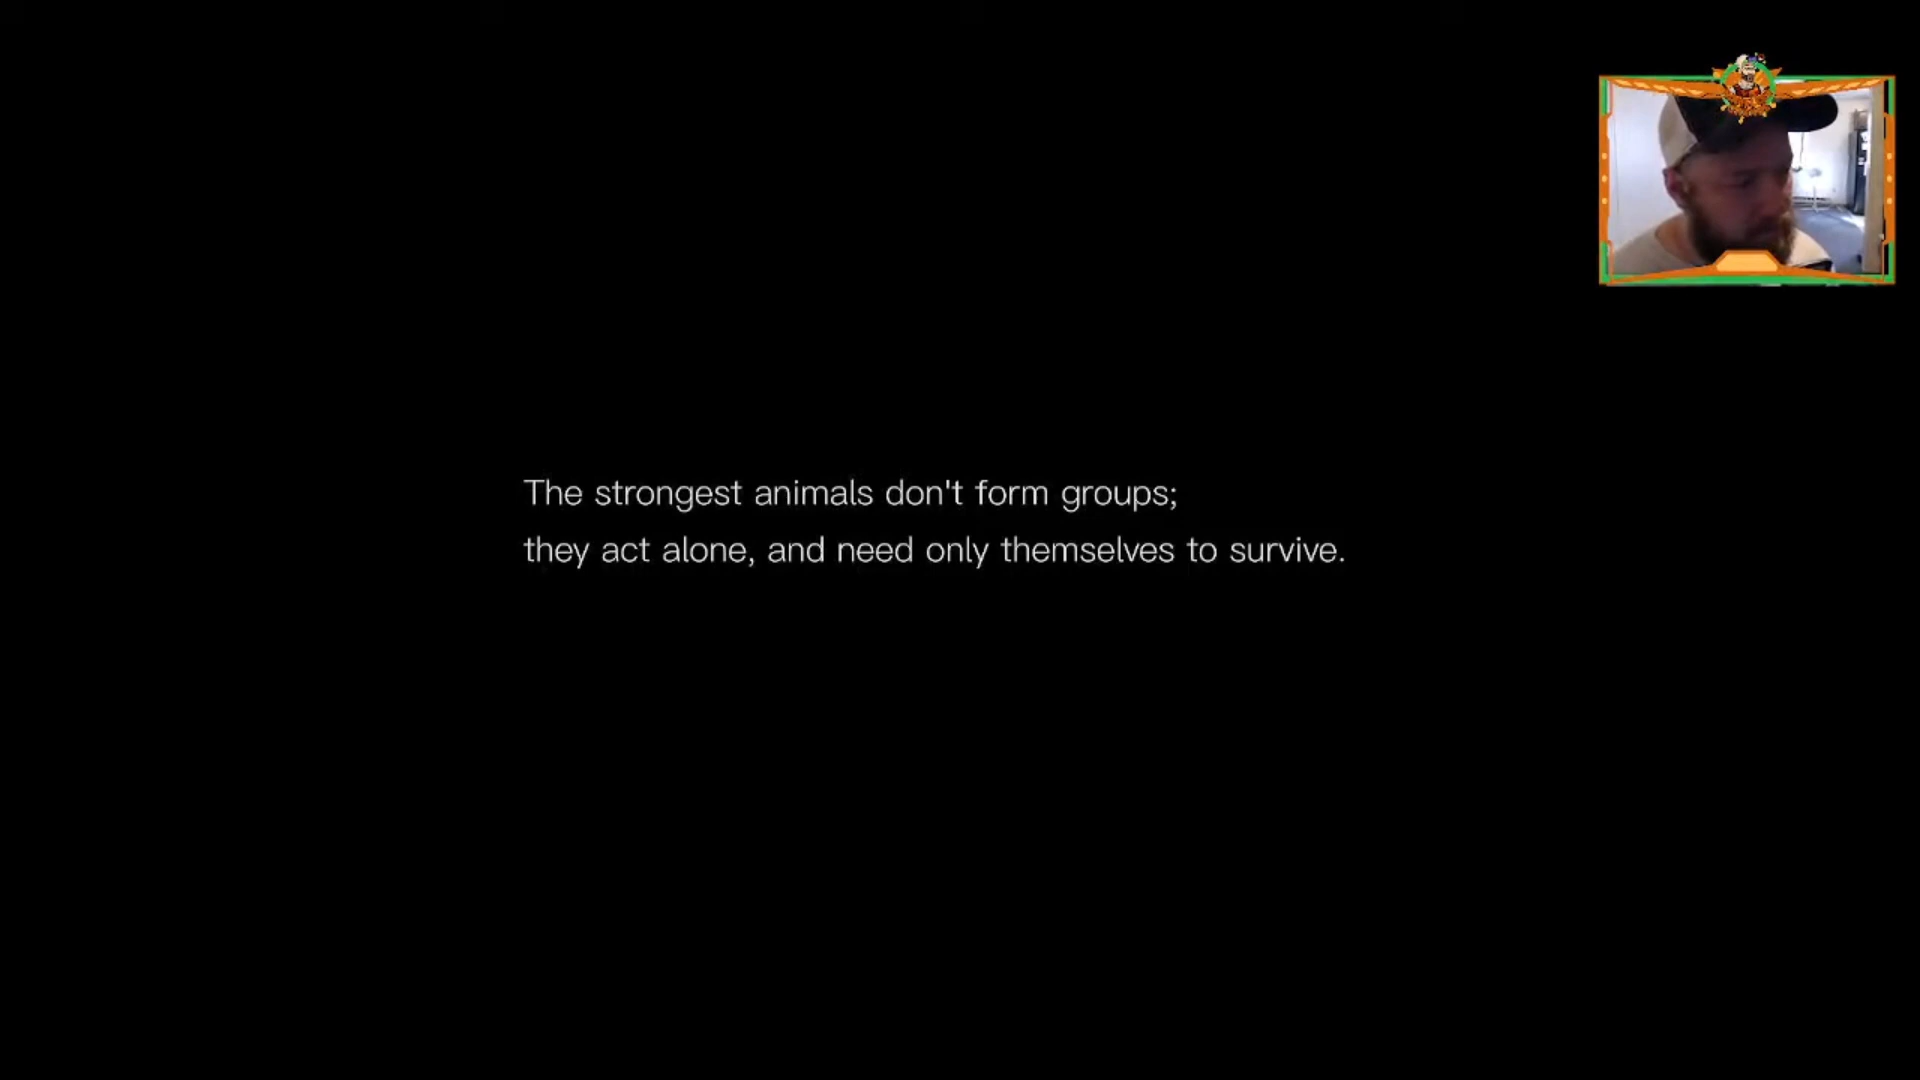 The strongest animals don't form groups;
they act alone, and need only themselves to survive.